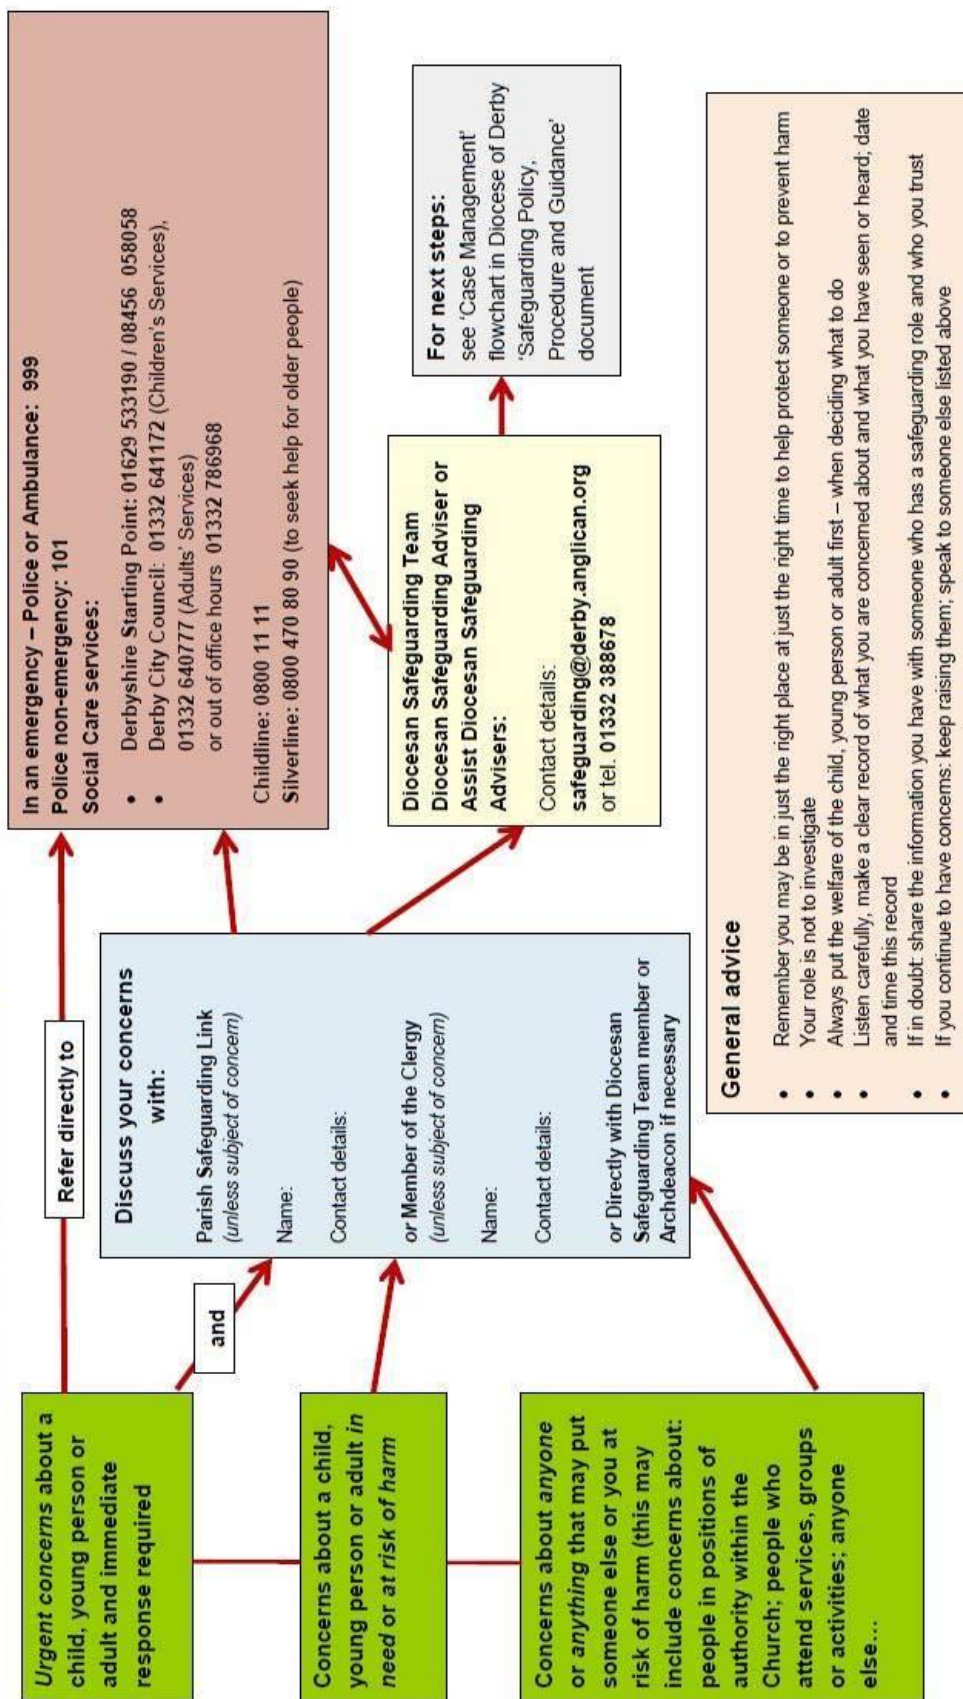 Urgent concerns about a
child, young person or
adult and immediate
response required
Concerns about a child,
young person or adult in
need or at risk of harm
Concerns about anyone
or anything that may put
someone else or you at
risk of harm (this may
include concerns about:
people in positions of
authority within the
Church; people who
attend services, groups
or activities; anyone
else...
Refer directly to
and
Discuss your concerns
with:
Parish Safeguarding Link
(unless subject of concern)
Name:
Contact details:
or Member of the Clergy
(unless subject of concern)
Name:
Contact details:
or Directly with Diocesan
Safeguarding Team member or
Archdeacon if necessary
In an emergency – Police or Ambulance: 999
Police non-emergency: 101
Social Care services:
• Derbyshire Starting Point: 01629 533190 / 08456 058058
• Derby City Council: 01332 641172 (Children's Services),
01332 640777 (Adults' Services)
or out of office hours 01332 786968
Childline: 0800 11 11
Silverline: 0800 470 80 90 (to seek help for older people)
Diocesan Safeguarding Team
Diocesan Safeguarding Adviser or
Assist Diocesan Safeguarding
Advisers:
Contact details:
safeguarding@derby.anglican.org
or tel. 01332 388678
For next steps:
see 'Case Management'
flowchart in Diocese of Derby
'Safeguarding Policy,
Procedure and Guidance'
document
General advice
• Remember you may be in just the right place at just the right time to help protect someone or to prevent harm
• Your role is not to investigate
• Always put the welfare of the child, young person or adult first – when deciding what to do
• Listen carefully, make a clear record of what you are concerned about and what you have seen or heard; date
and time this record
• If in doubt: share the information you have with someone who has a safeguarding role and who you trust
• If you continue to have concerns: keep raising them; speak to someone else listed above